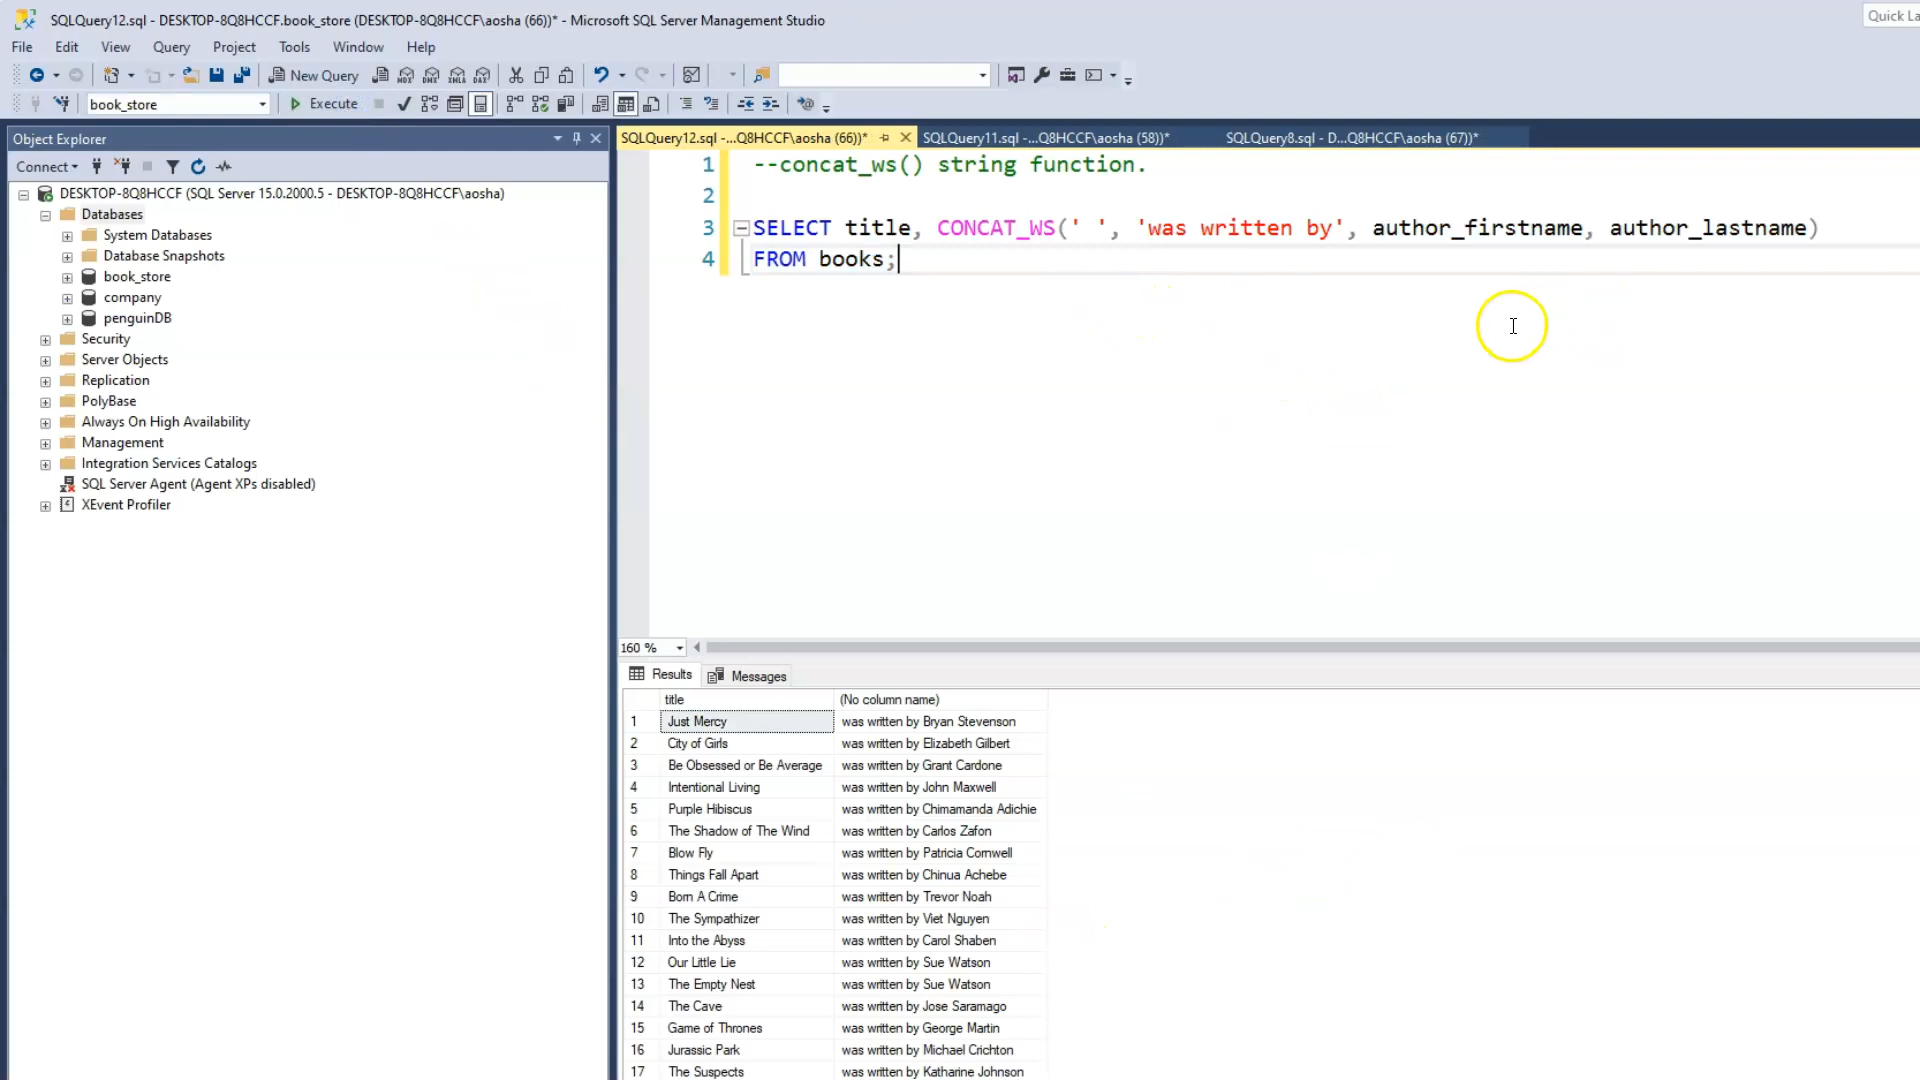 SQLQuery12.sql - DESKTOP-8Q8HCCF.book_store (DESKTOP-8Q8HCCF\aosha (66))* - Microsoft SQL Server Management Studio
Quick La
File Edit View Query Project Tools Window Help
New Query
MDX DMX XMLA DAX
book_store
Execute
Object Explorer
SQLQuery12.sql -...Q8HCCF\aosha (66))*
SQLQuery11.sql -...Q8HCCF\aosha (58))*
SQLQuery8.sql - D...Q8HCCF\aosha (67))*
Connect
DESKTOP-8Q8HCCF (SQL Server 15.0.2000.5 - DESKTOP-8Q8HCCF\aosha)
Databases
System Databases
Database Snapshots
book_store
company
penguinDB
Security
Server Objects
Replication
PolyBase
Always On High Availability
Management
Integration Services Catalogs
SQL Server Agent (Agent XPs disabled)
XEvent Profiler
1 --concat_ws() string function.
2
3 SELECT title, CONCAT_WS(' ', 'was written by', author_firstname, author_lastname)
4 FROM books;
160 %
Results Messages
title (No column name)
1 Just Mercy was written by Bryan Stevenson
2 City of Girls was written by Elizabeth Gilbert
3 Be Obsessed or Be Average was written by Grant Cardone
4 Intentional Living was written by John Maxwell
5 Purple Hibiscus was written by Chimamanda Adichie
6 The Shadow of The Wind was written by Carlos Zafon
7 Blow Fly was written by Patricia Cornwell
8 Things Fall Apart was written by Chinua Achebe
9 Born A Crime was written by Trevor Noah
10 The Sympathizer was written by Viet Nguyen
11 Into the Abyss was written by Carol Shaben
12 Our Little Lie was written by Sue Watson
13 The Empty Nest was written by Sue Watson
14 The Cave was written by Jose Saramago
15 Game of Thrones was written by George Martin
16 Jurassic Park was written by Michael Crichton
17 The Suspects was written by Katharine Johnson